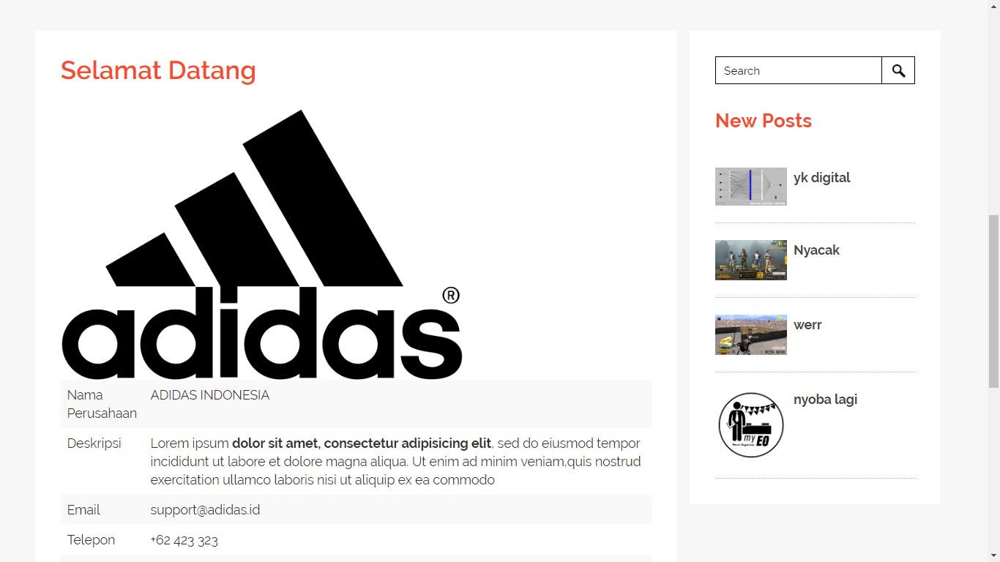 Selamat Datang
adidas®
Nama
Perusahaan
ADIDAS INDONESIA
Deskripsi
Lorem ipsum dolor sit amet, consectetur adipisicing elit, sed do eiusmod tempor
incididunt ut labore et dolore magna aliqua. Ut enim ad minim veniam,quis nostrud
exercitation ullamco laboris nisi ut aliquip ex ea commodo
Email
support@adidas.id
Telepon
+62 423 323
Search
New Posts
yk digital
Nyacak
werr
nyoba lagi
my EO